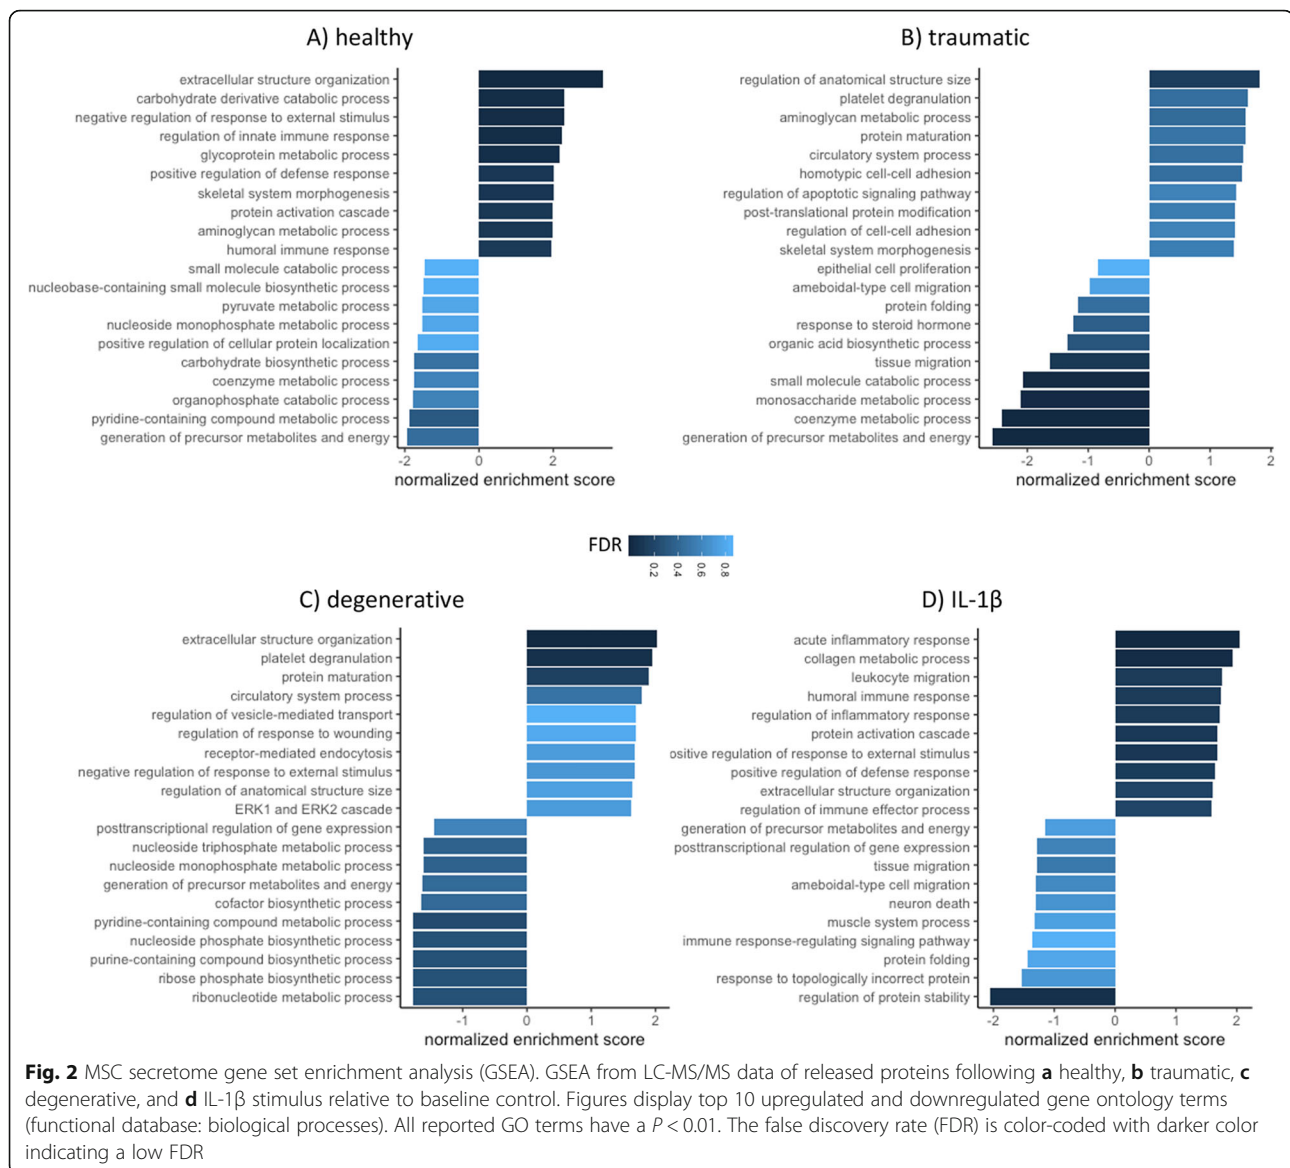 A) healthy
extracellular structure organization
carbohydrate derivative catabolic process
negative regulation of response to external stimulus
regulation of innate immune response
glycoprotein metabolic process
positive regulation of defense response
skeletal system morphogenesis
protein activation cascade
aminoglycan metabolic process
humoral immune response
small molecule catabolic process
nucleobase-containing small molecule biosynthetic process
pyruvate metabolic process
nucleoside monophosphate metabolic process
positive regulation of cellular protein localization
carbohydrate biosynthetic process
coenzyme metabolic process
organophosphate catabolic process
pyridine-containing compound metabolic process
generation of precursor metabolites and energy
-2 0 2
normalized enrichment score
B) traumatic
regulation of anatomical structure size
platelet degranulation
aminoglycan metabolic process
protein maturation
circulatory system process
homotypic cell-cell adhesion
regulation of apoptotic signaling pathway
post-translational protein modification
regulation of cell-cell adhesion
skeletal system morphogenesis
epithelial cell proliferation
ameboidal-type cell migration
protein folding
response to steroid hormone
organic acid biosynthetic process
tissue migration
small molecule catabolic process
monosaccharide metabolic process
coenzyme metabolic process
generation of precursor metabolites and energy
-2 -1 0 1 2
normalized enrichment score
FDR
0.2 0.4 0.6 0.8
C) degenerative
extracellular structure organization
platelet degranulation
protein maturation
circulatory system process
regulation of vesicle-mediated transport
regulation of response to wounding
receptor-mediated endocytosis
negative regulation of response to external stimulus
regulation of anatomical structure size
ERK1 and ERK2 cascade
posttranscriptional regulation of gene expression
nucleoside triphosphate metabolic process
nucleoside monophosphate metabolic process
generation of precursor metabolites and energy
cofactor biosynthetic process
pyridine-containing compound metabolic process
nucleoside phosphate biosynthetic process
purine-containing compound biosynthetic process
ribose phosphate biosynthetic process
ribonucleotide metabolic process
-1 0 1 2
normalized enrichment score
D) IL-1β
acute inflammatory response
collagen metabolic process
leukocyte migration
humoral immune response
regulation of inflammatory response
protein activation cascade
ositive regulation of response to external stimulus
positive regulation of defense response
extracellular structure organization
regulation of immune effector process
generation of precursor metabolites and energy
posttranscriptional regulation of gene expression
tissue migration
ameboidal-type cell migration
neuron death
muscle system process
immune response-regulating signaling pathway
protein folding
response to topologically incorrect protein
regulation of protein stability
-2 -1 0 1 2
normalized enrichment score
Fig. 2 MSC secretome gene set enrichment analysis (GSEA). GSEA from LC-MS/MS data of released proteins following a healthy, b traumatic, c
degenerative, and d IL-1β stimulus relative to baseline control. Figures display top 10 upregulated and downregulated gene ontology terms
(functional database: biological processes). All reported GO terms have a P < 0.01. The false discovery rate (FDR) is color-coded with darker color
indicating a low FDR